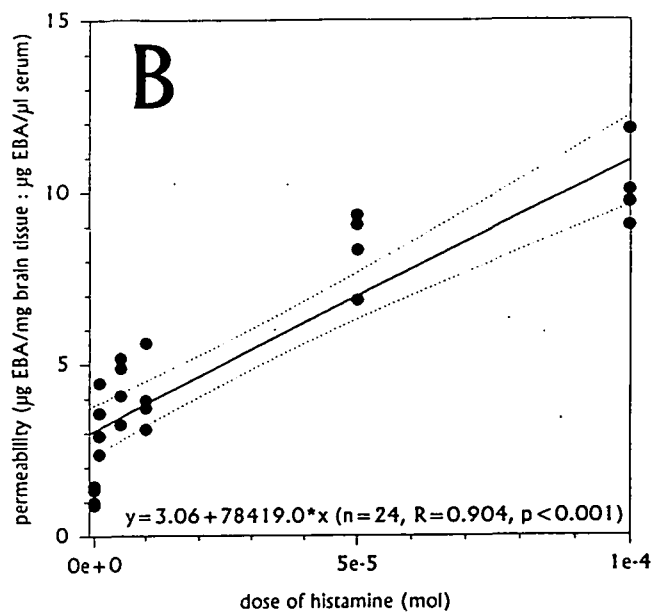 15
B
10
5
0
permeability (µg EBA/mg brain tissue : µg EBA/µl serum)
y=3.06+78419.0*x (n=24, R=0.904, p<0.001)
0e+0
5e-5
1e-4
dose of histamine (mol)